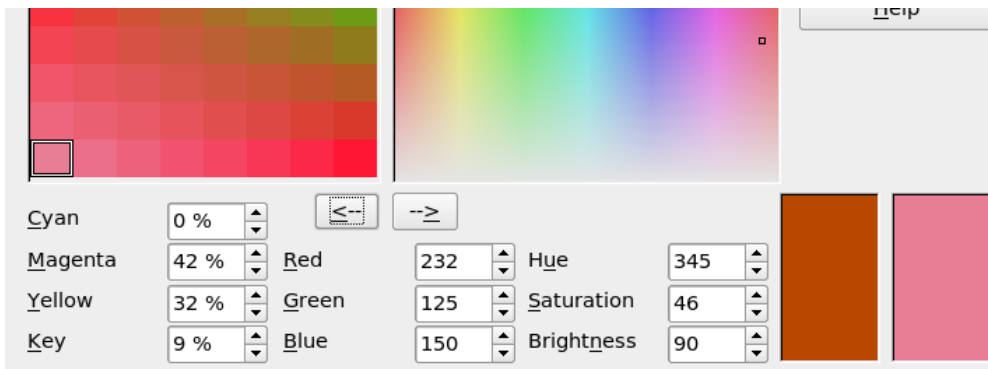 Help
<-- -->
Cyan 0 %
Magenta 42 % Red 232 Hue 345
Yellow 32 % Green 125 Saturation 46
Key 9 % Blue 150 Brightness 90